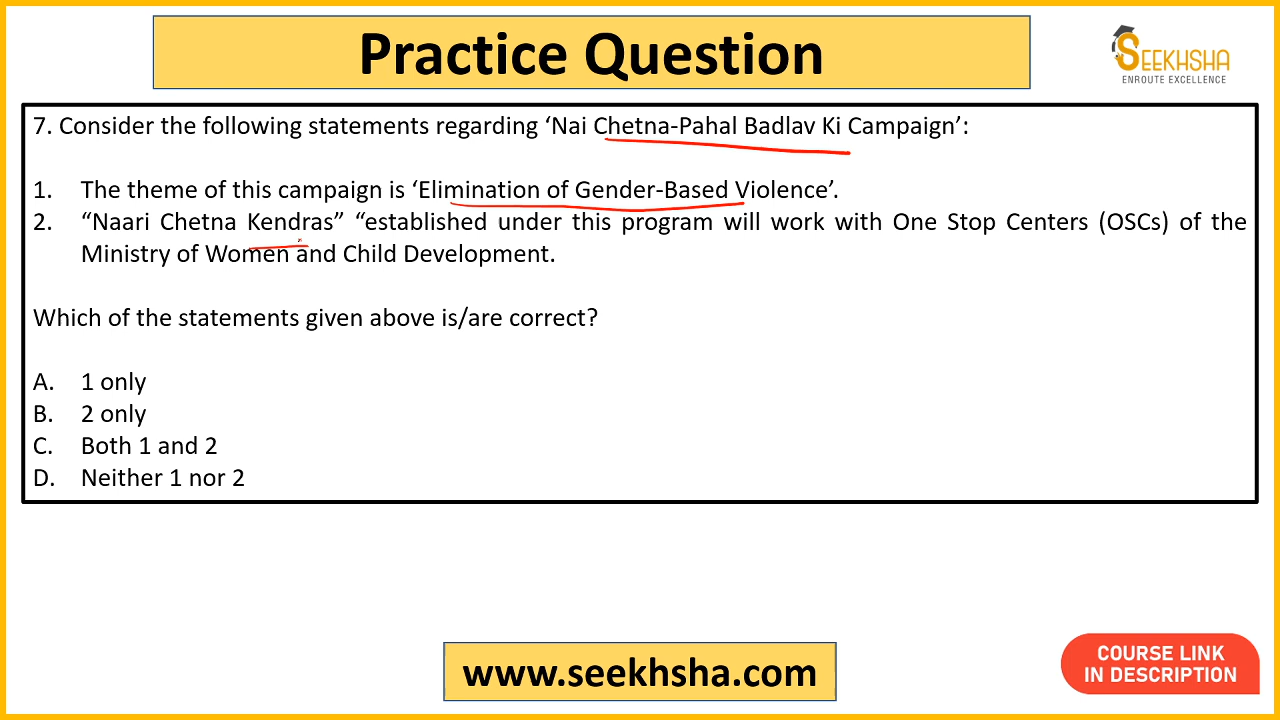 Practice Question
SEEKHSHA
ENROUTE EXCELLENCE
7. Consider the following statements regarding ‘Nai Chetna-Pahal Badlav Ki Campaign’:
1. The theme of this campaign is ‘Elimination of Gender-Based Violence’.
2. “Naari Chetna Kendras” “established under this program will work with One Stop Centers (OSCs) of the
Ministry of Women and Child Development.
Which of the statements given above is/are correct?
A. 1 only
B. 2 only
C. Both 1 and 2
D. Neither 1 nor 2
www.seekhsha.com
COURSE LINK
IN DESCRIPTION